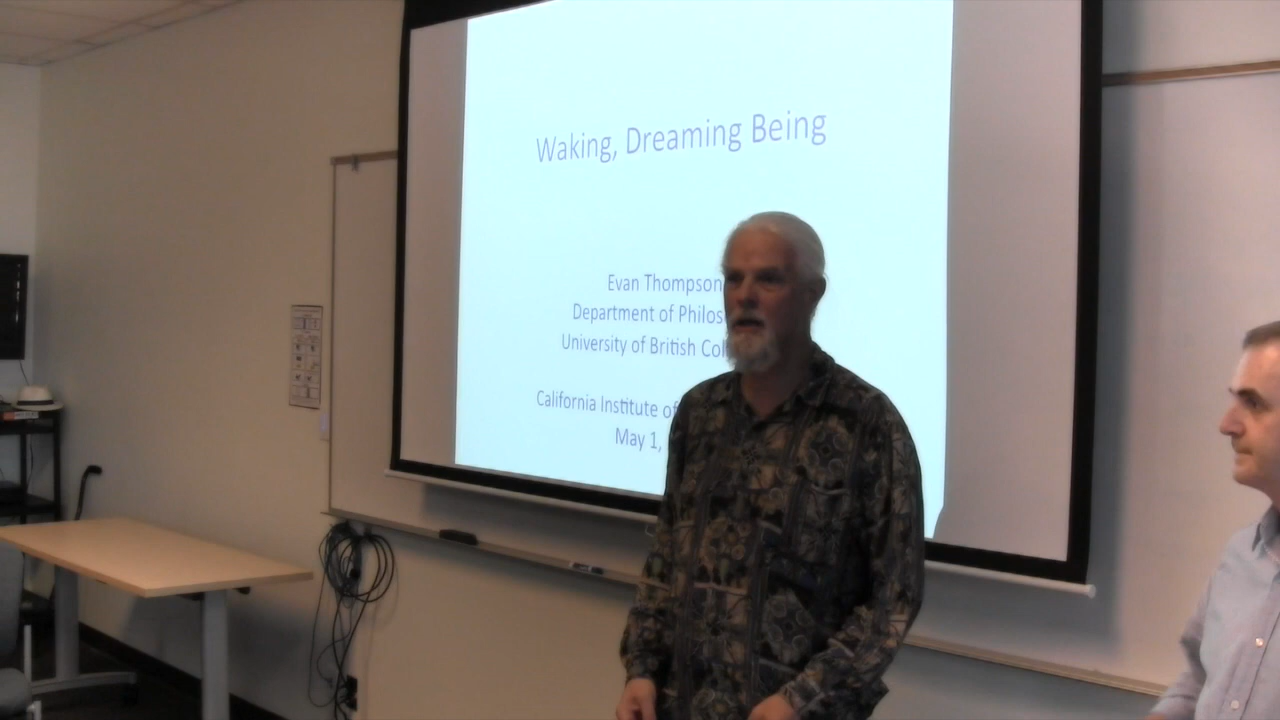 Waking, Dreaming Being
Evan Thompson
Department of Philos
University of British Col
California Institute of
May 1,